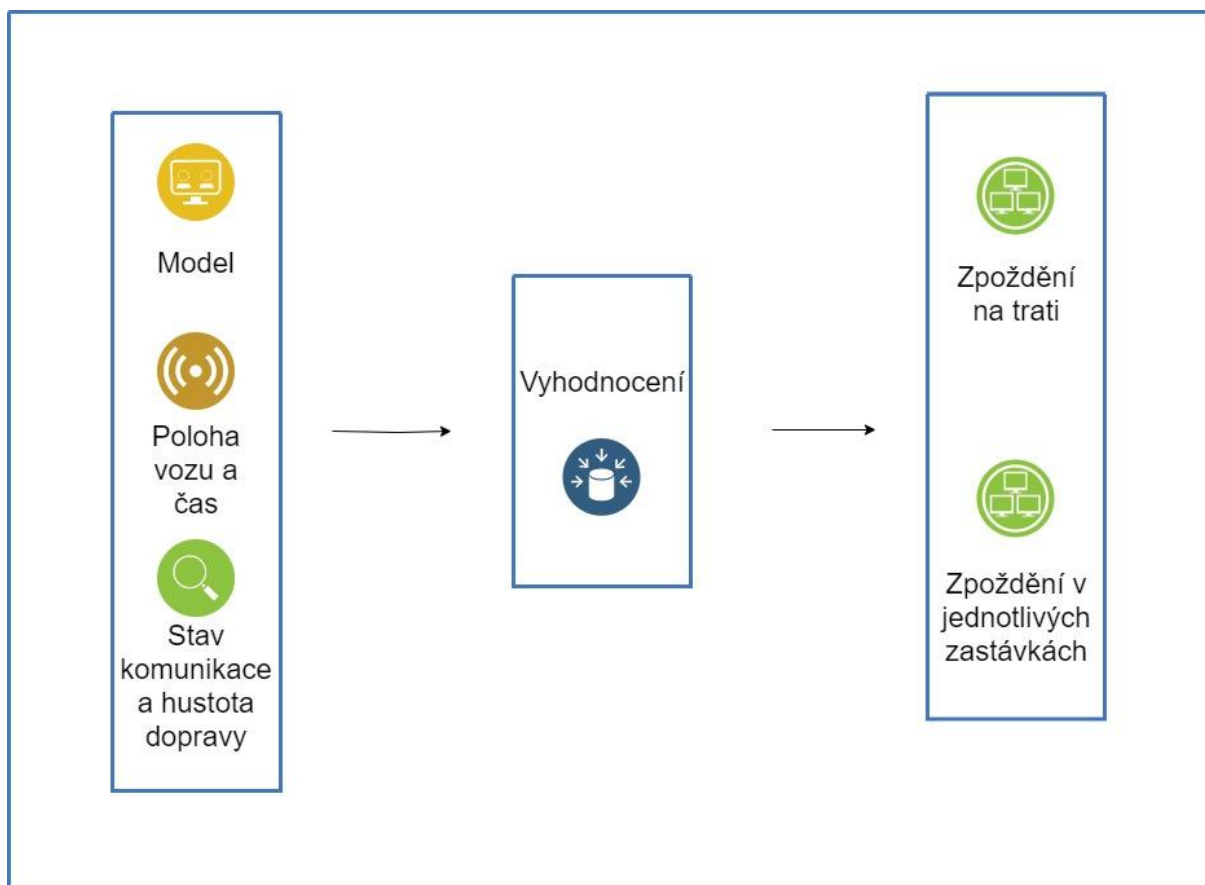 Model
Poloha
vozu a
čas
Stav
komunikace
a hustota
dopravy
Vyhodnocení
Zpoždění
na trati
Zpoždění v
jednotlivých
zastávkách